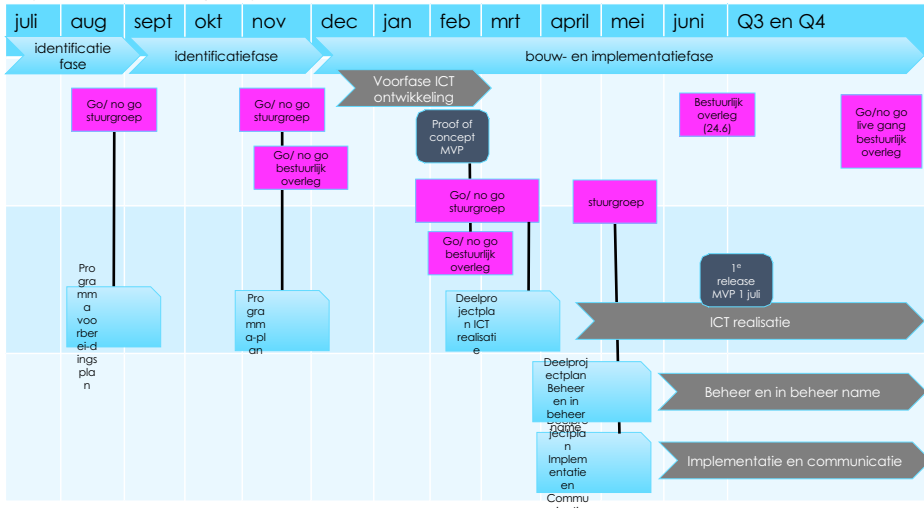 juli aug sept okt nov dec jan feb mrt april mei juni Q3 en Q4
identificatie
fase
identificatiefase
bouw- en implementatiefase
Voorfase ICT
ontwikkeling
Go/ no go
stuurgroep
Go/ no go
stuurgroep
Go/ no go
bestuurlijk
overleg
Proof of
concept
MVP
Bestuurlijk
overleg
(24.6)
Go/no go
live gang
bestuurlijk
overleg
Go/ no go
stuurgroep
Go/ no go
bestuurlijk
overleg
stuurgroep
1e
release
MVP 1 juli
Pro
gra
mm
a
voo
rber
ei-d
ings
pla
n
Pro
gra
mm
a-pl
an
Deelpro
jectpla
n ICT
realisati
e
ICT realisatie
Deelproj
ectplan
Beheer
en in
beheer
name
Beheer en in beheer name
ectpla
n
Implem
entatie
en
Commu
Implementatie en communicatie